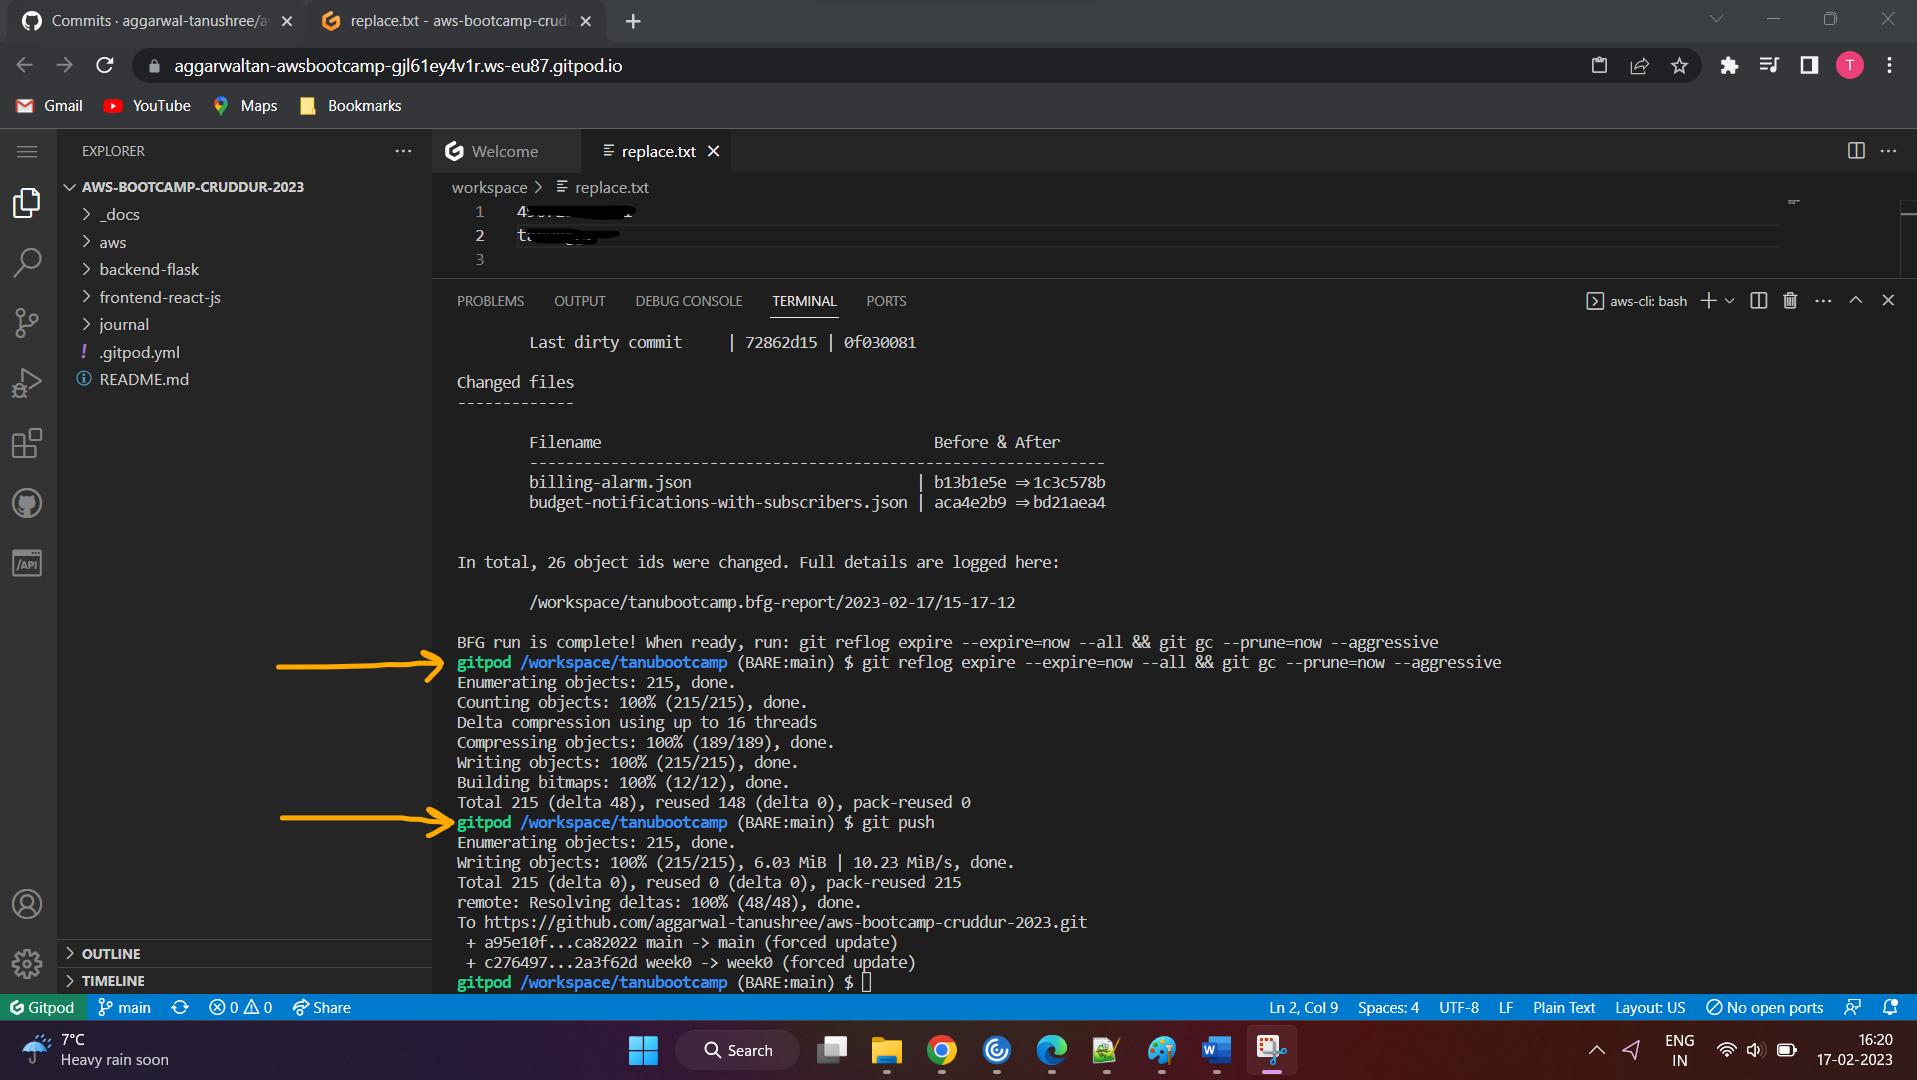 Commits · aggarwal-tanushree/a
replace.txt - aws-bootcamp-crud
aggarwaltan-awsbootcamp-gjl61ey4v1r.ws-eu87.gitpod.io
T
Gmail
YouTube
Maps
Bookmarks
EXPLORER
Welcome
replace.txt
AWS-BOOTCAMP-CRUDDUR-2023
workspace > replace.txt
_docs
aws
backend-flask
frontend-react-js
journal
! .gitpod.yml
README.md
1
2
3
PROBLEMS
OUTPUT
DEBUG CONSOLE
TERMINAL
PORTS
aws-cli: bash
Last dirty commit | 72862d15 | 0f030081
Changed files
-------------
Filename Before & After
----------------------------------------------------------------
billing-alarm.json | b13b1e5e ⇒ 1c3c578b
budget-notifications-with-subscribers.json | aca4e2b9 ⇒ bd21aea4
In total, 26 object ids were changed. Full details are logged here:
/workspace/tanubootcamp.bfg-report/2023-02-17/15-17-12
BFG run is complete! When ready, run: git reflog expire --expire=now --all && git gc --prune=now --aggressive
gitpod /workspace/tanubootcamp (BARE:main) $ git reflog expire --expire=now --all && git gc --prune=now --aggressive
Enumerating objects: 215, done.
Counting objects: 100% (215/215), done.
Delta compression using up to 16 threads
Compressing objects: 100% (189/189), done.
Writing objects: 100% (215/215), done.
Building bitmaps: 100% (12/12), done.
Total 215 (delta 48), reused 148 (delta 0), pack-reused 0
gitpod /workspace/tanubootcamp (BARE:main) $ git push
Enumerating objects: 215, done.
Writing objects: 100% (215/215), 6.03 MiB | 10.23 MiB/s, done.
Total 215 (delta 0), reused 0 (delta 0), pack-reused 215
remote: Resolving deltas: 100% (48/48), done.
To https://github.com/aggarwal-tanushree/aws-bootcamp-cruddur-2023.git
+ a95e10f...ca82022 main -> main (forced update)
+ c276497...2a3f62d week0 -> week0 (forced update)
gitpod /workspace/tanubootcamp (BARE:main) $
/API
OUTLINE
TIMELINE
Gitpod
main
0
0
Share
Ln 2, Col 9
Spaces: 4
UTF-8
LF
Plain Text
Layout: US
No open ports
7°C
Heavy rain soon
Search
ENG
IN
16:20
17-02-2023